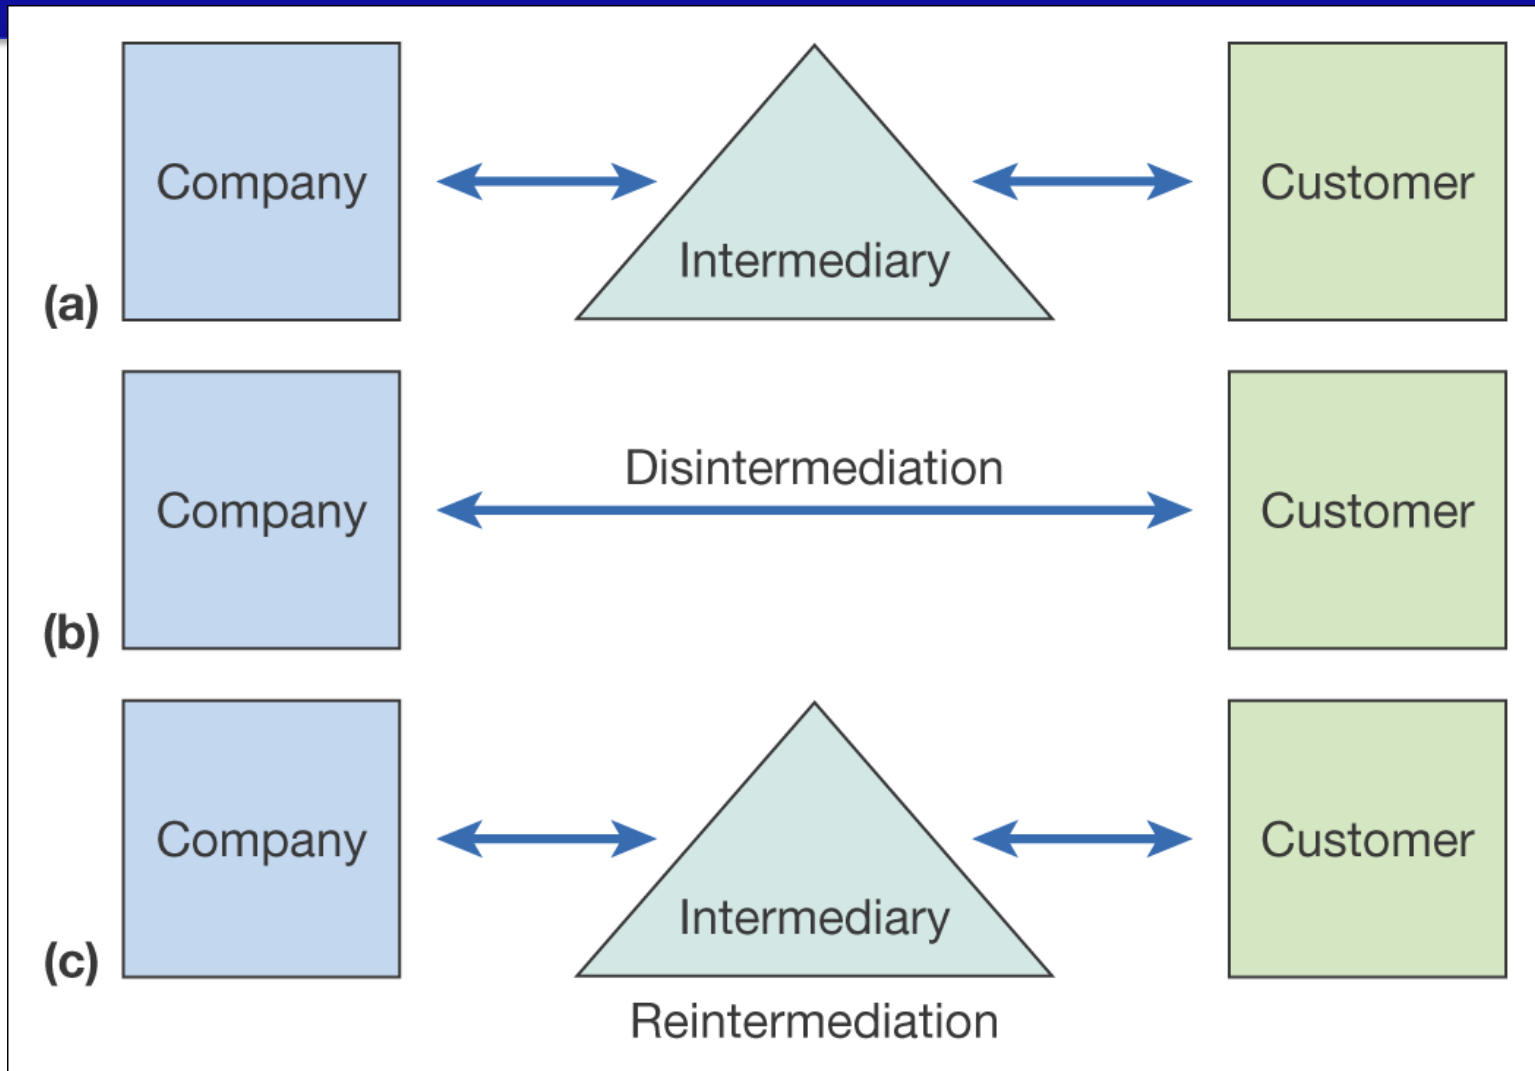 Company
Intermediary
Customer
(a)
Disintermediation
Company
Customer
(b)
Company
Intermediary
Customer
(c)
Reintermediation